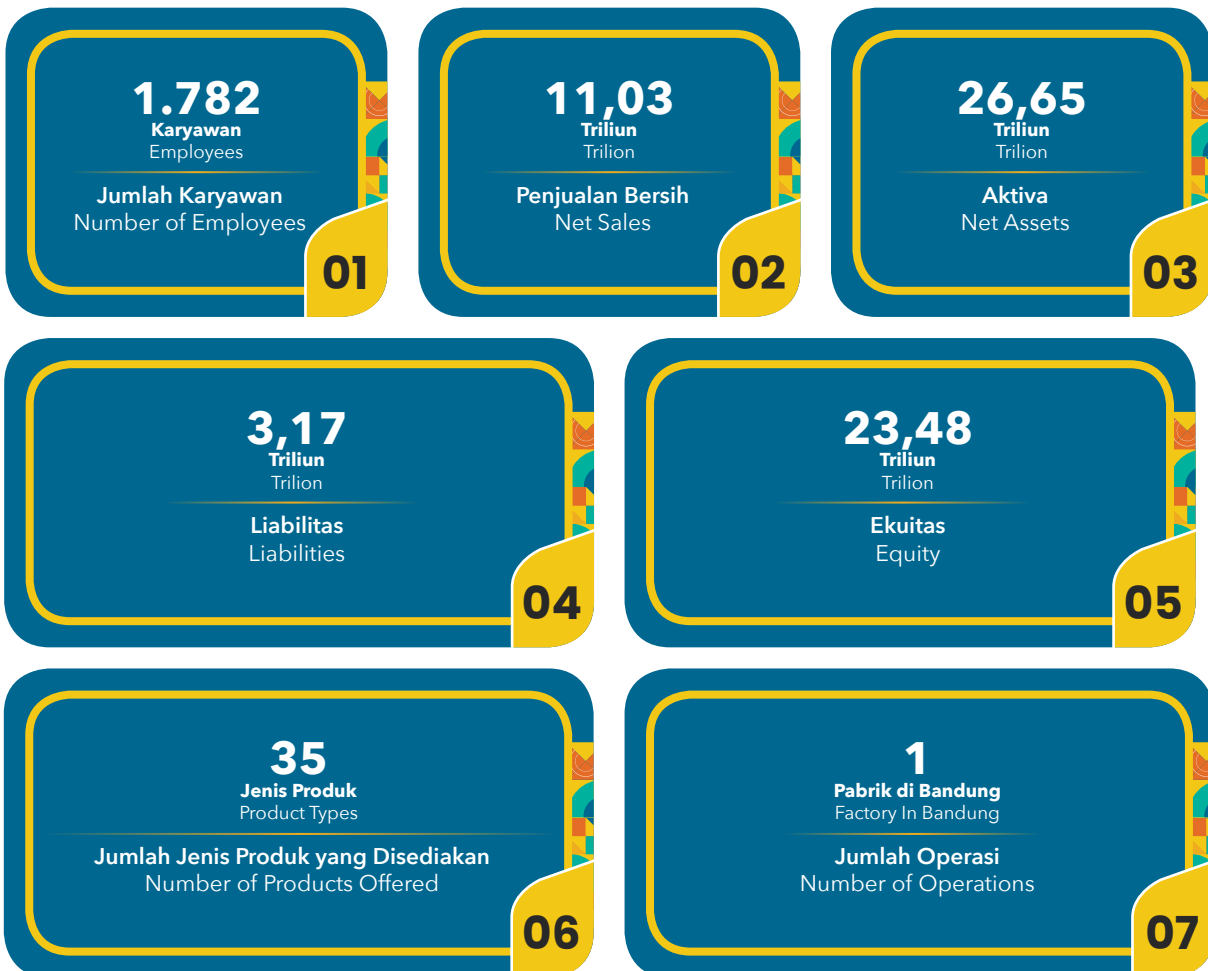 1.782
Karyawan
Employees
Jumlah Karyawan
Number of Employees
01
11,03
Triliun
Trilion
Penjualan Bersih
Net Sales
02
26,65
Triliun
Trilion
Aktiva
Net Assets
03
3,17
Triliun
Trilion
Liabilitas
Liabilities
04
23,48
Triliun
Trilion
Ekuitas
Equity
05
35
Jenis Produk
Product Types
Jumlah Jenis Produk yang Disediakan
Number of Products Offered
06
1
Pabrik di Bandung
Factory In Bandung
Jumlah Operasi
Number of Operations
07